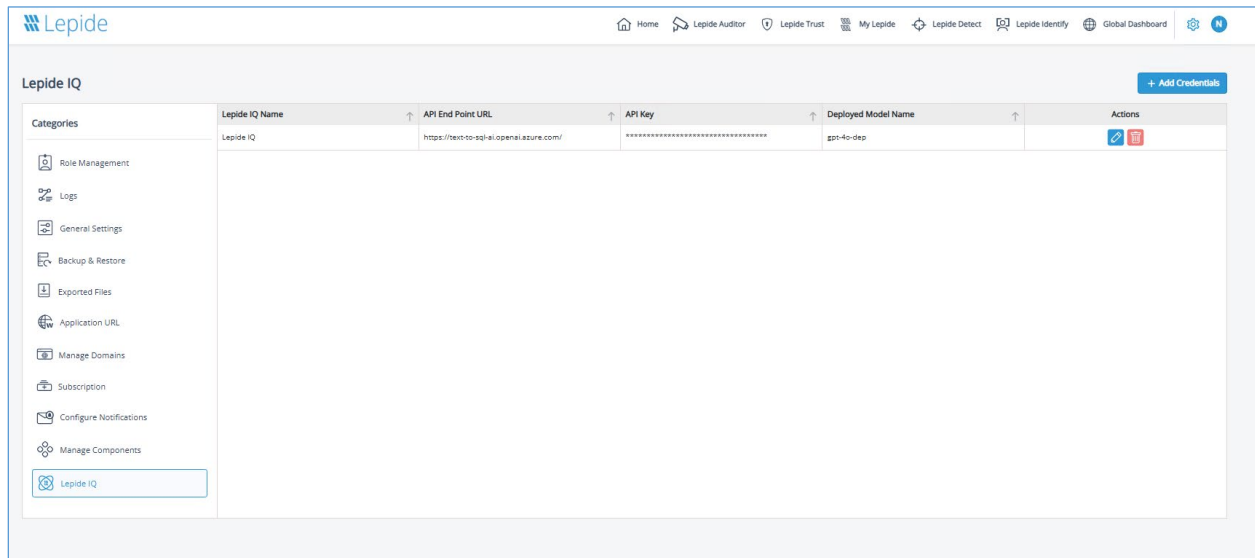 Lepide
Home Lepide Auditor Lepide Trust My Lepide Lepide Detect Lepide Identify Global Dashboard N
Lepide IQ
+ Add Credentials
Categories
Role Management
Logs
General Settings
Backup & Restore
Exported Files
Application URL
Manage Domains
Subscription
Configure Notifications
Manage Components
Lepide IQ
Lepide IQ Name API End Point URL API Key Deployed Model Name Actions
Lepide IQ https://text-to-sql-ai.openai.azure.com/ ********************************** gpt-4o-dep